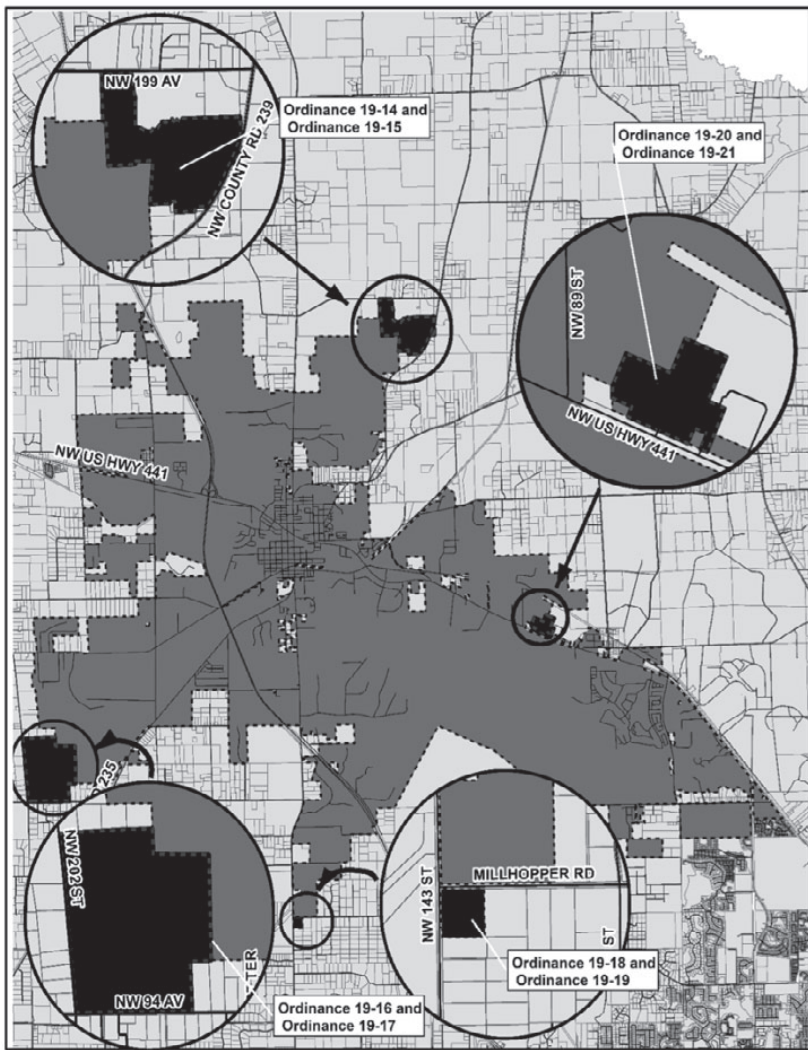 NW 199 AV
Ordinance 19-14 and
Ordinance 19-15
NW COUNTY RD 239
Ordinance 19-20 and
Ordinance 19-21
NW 89 ST
NW US HWY 441
NW US HWY 441
235
NW 202 ST
NW 94 AV
TER
Ordinance 19-16 and
Ordinance 19-17
NW 143 ST
MILLHOPPER RD
ST
Ordinance 19-18 and
Ordinance 19-19